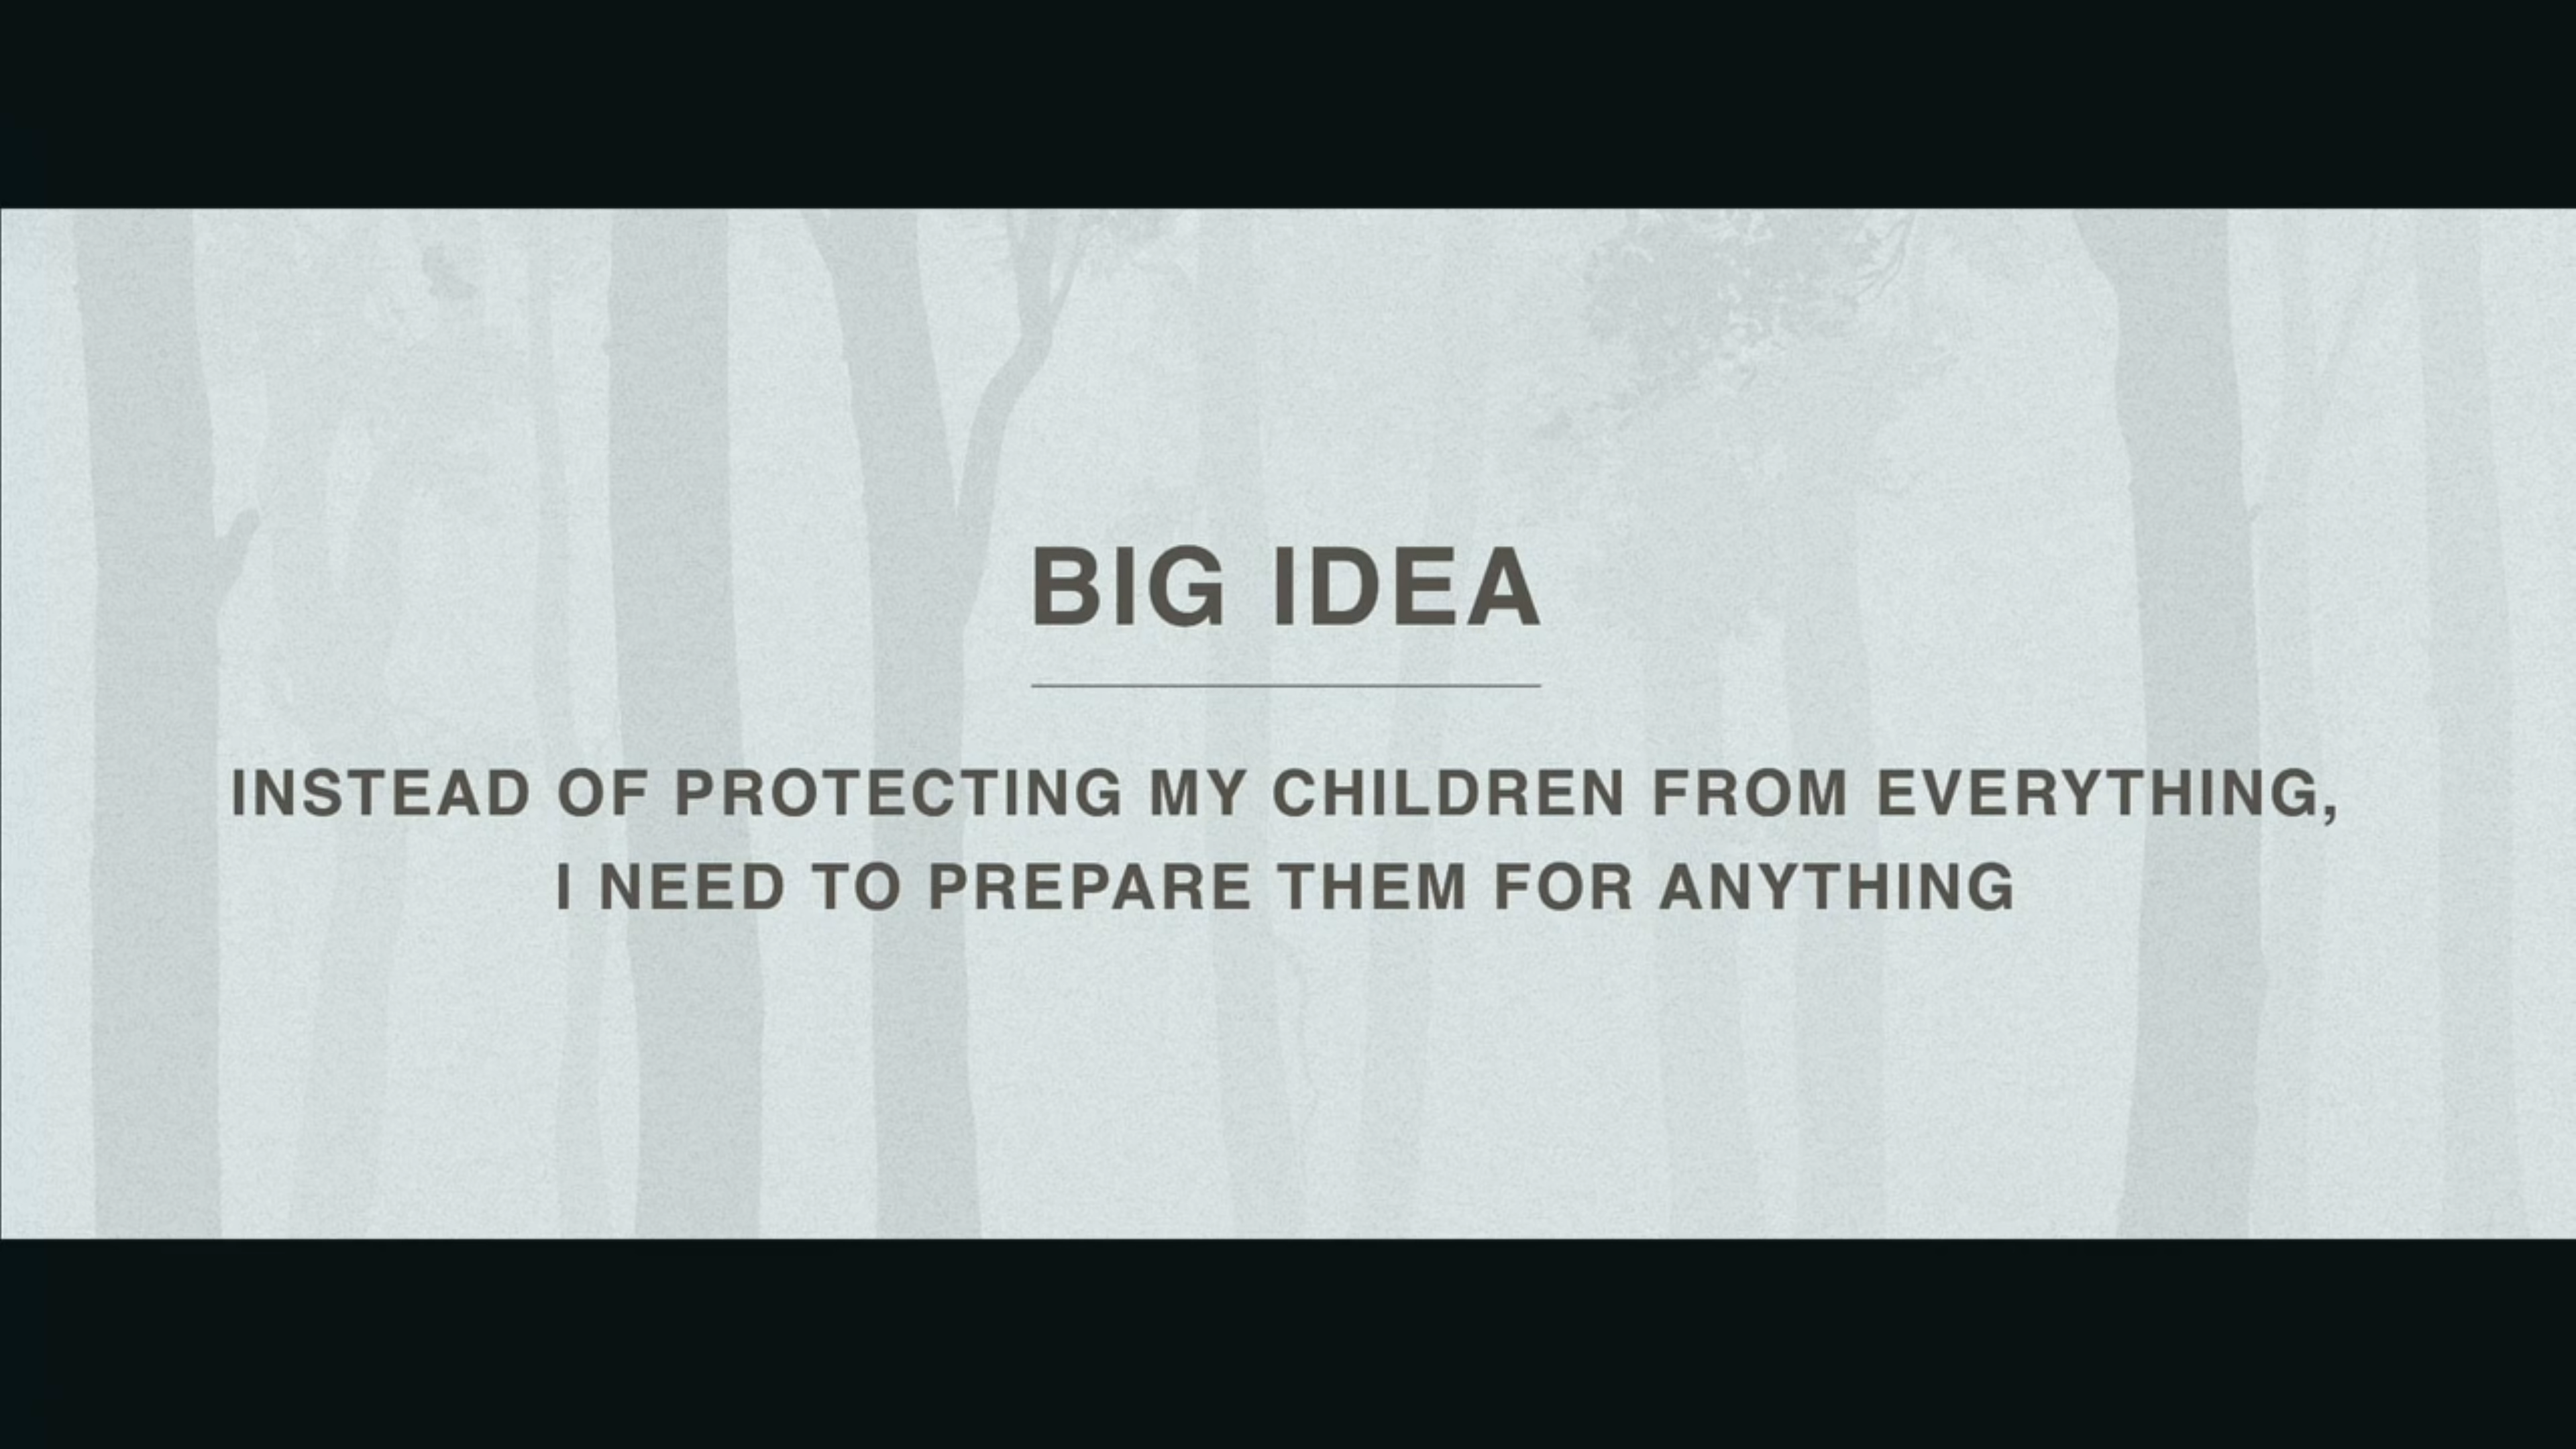 BIG IDEA
INSTEAD OF PROTECTING MY CHILDREN FROM EVERYTHING,
I NEED TO PREPARE THEM FOR ANYTHING